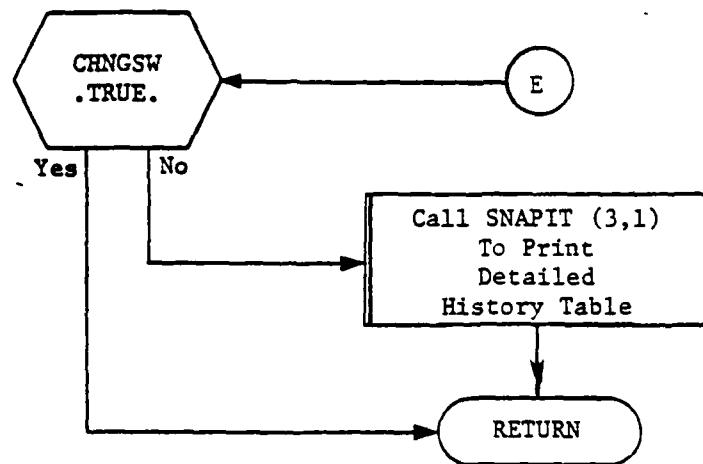 CHNGSW
.TRUE.
E
Yes
No
Call SNAPIT (3,1)
To Print
Detailed
History Table
RETURN